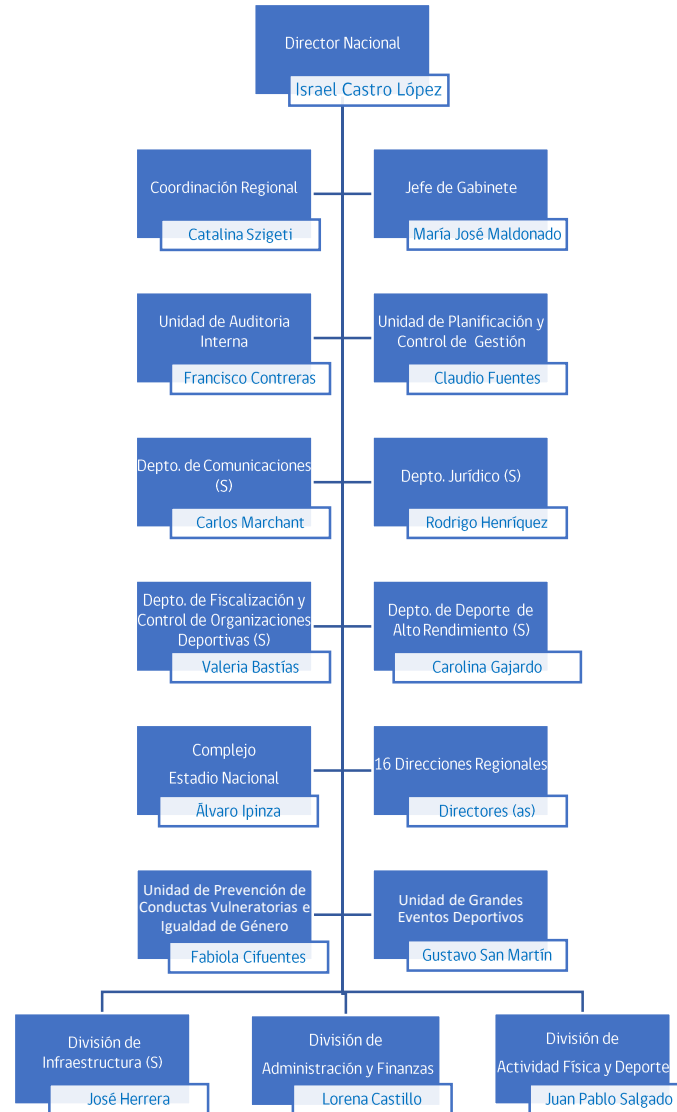 Director Nacional
Israel Castro López
Coordinación Regional
Catalina Szigeti
Jefe de Gabinete
María José Maldonado
Unidad de Auditoria
Interna
Francisco Contreras
Unidad de Planificación y
Control de Gestión
Claudio Fuentes
Depto. de Comunicaciones
(S)
Carlos Marchant
Depto. Jurídico (S)
Rodrigo Henríquez
Depto. de Fiscalización y
Control de Organizaciones
Deportivas (S)
Valeria Bastías
Depto. de Deporte de
Alto Rendimiento (S)
Carolina Gajardo
Complejo
Estadio Nacional
Álvaro Ipinza
16 Direcciones Regionales
Directores (as)
Unidad de Prevención de
Conductas Vulneratorias e
Igualdad de Género
Fabiola Cifuentes
Unidad de Grandes
Eventos Deportivos
Gustavo San Martín
División de
Infraestructura (S)
José Herrera
División de
Administración y Finanzas
Lorena Castillo
División de
Actividad Física y Deporte
Juan Pablo Salgado